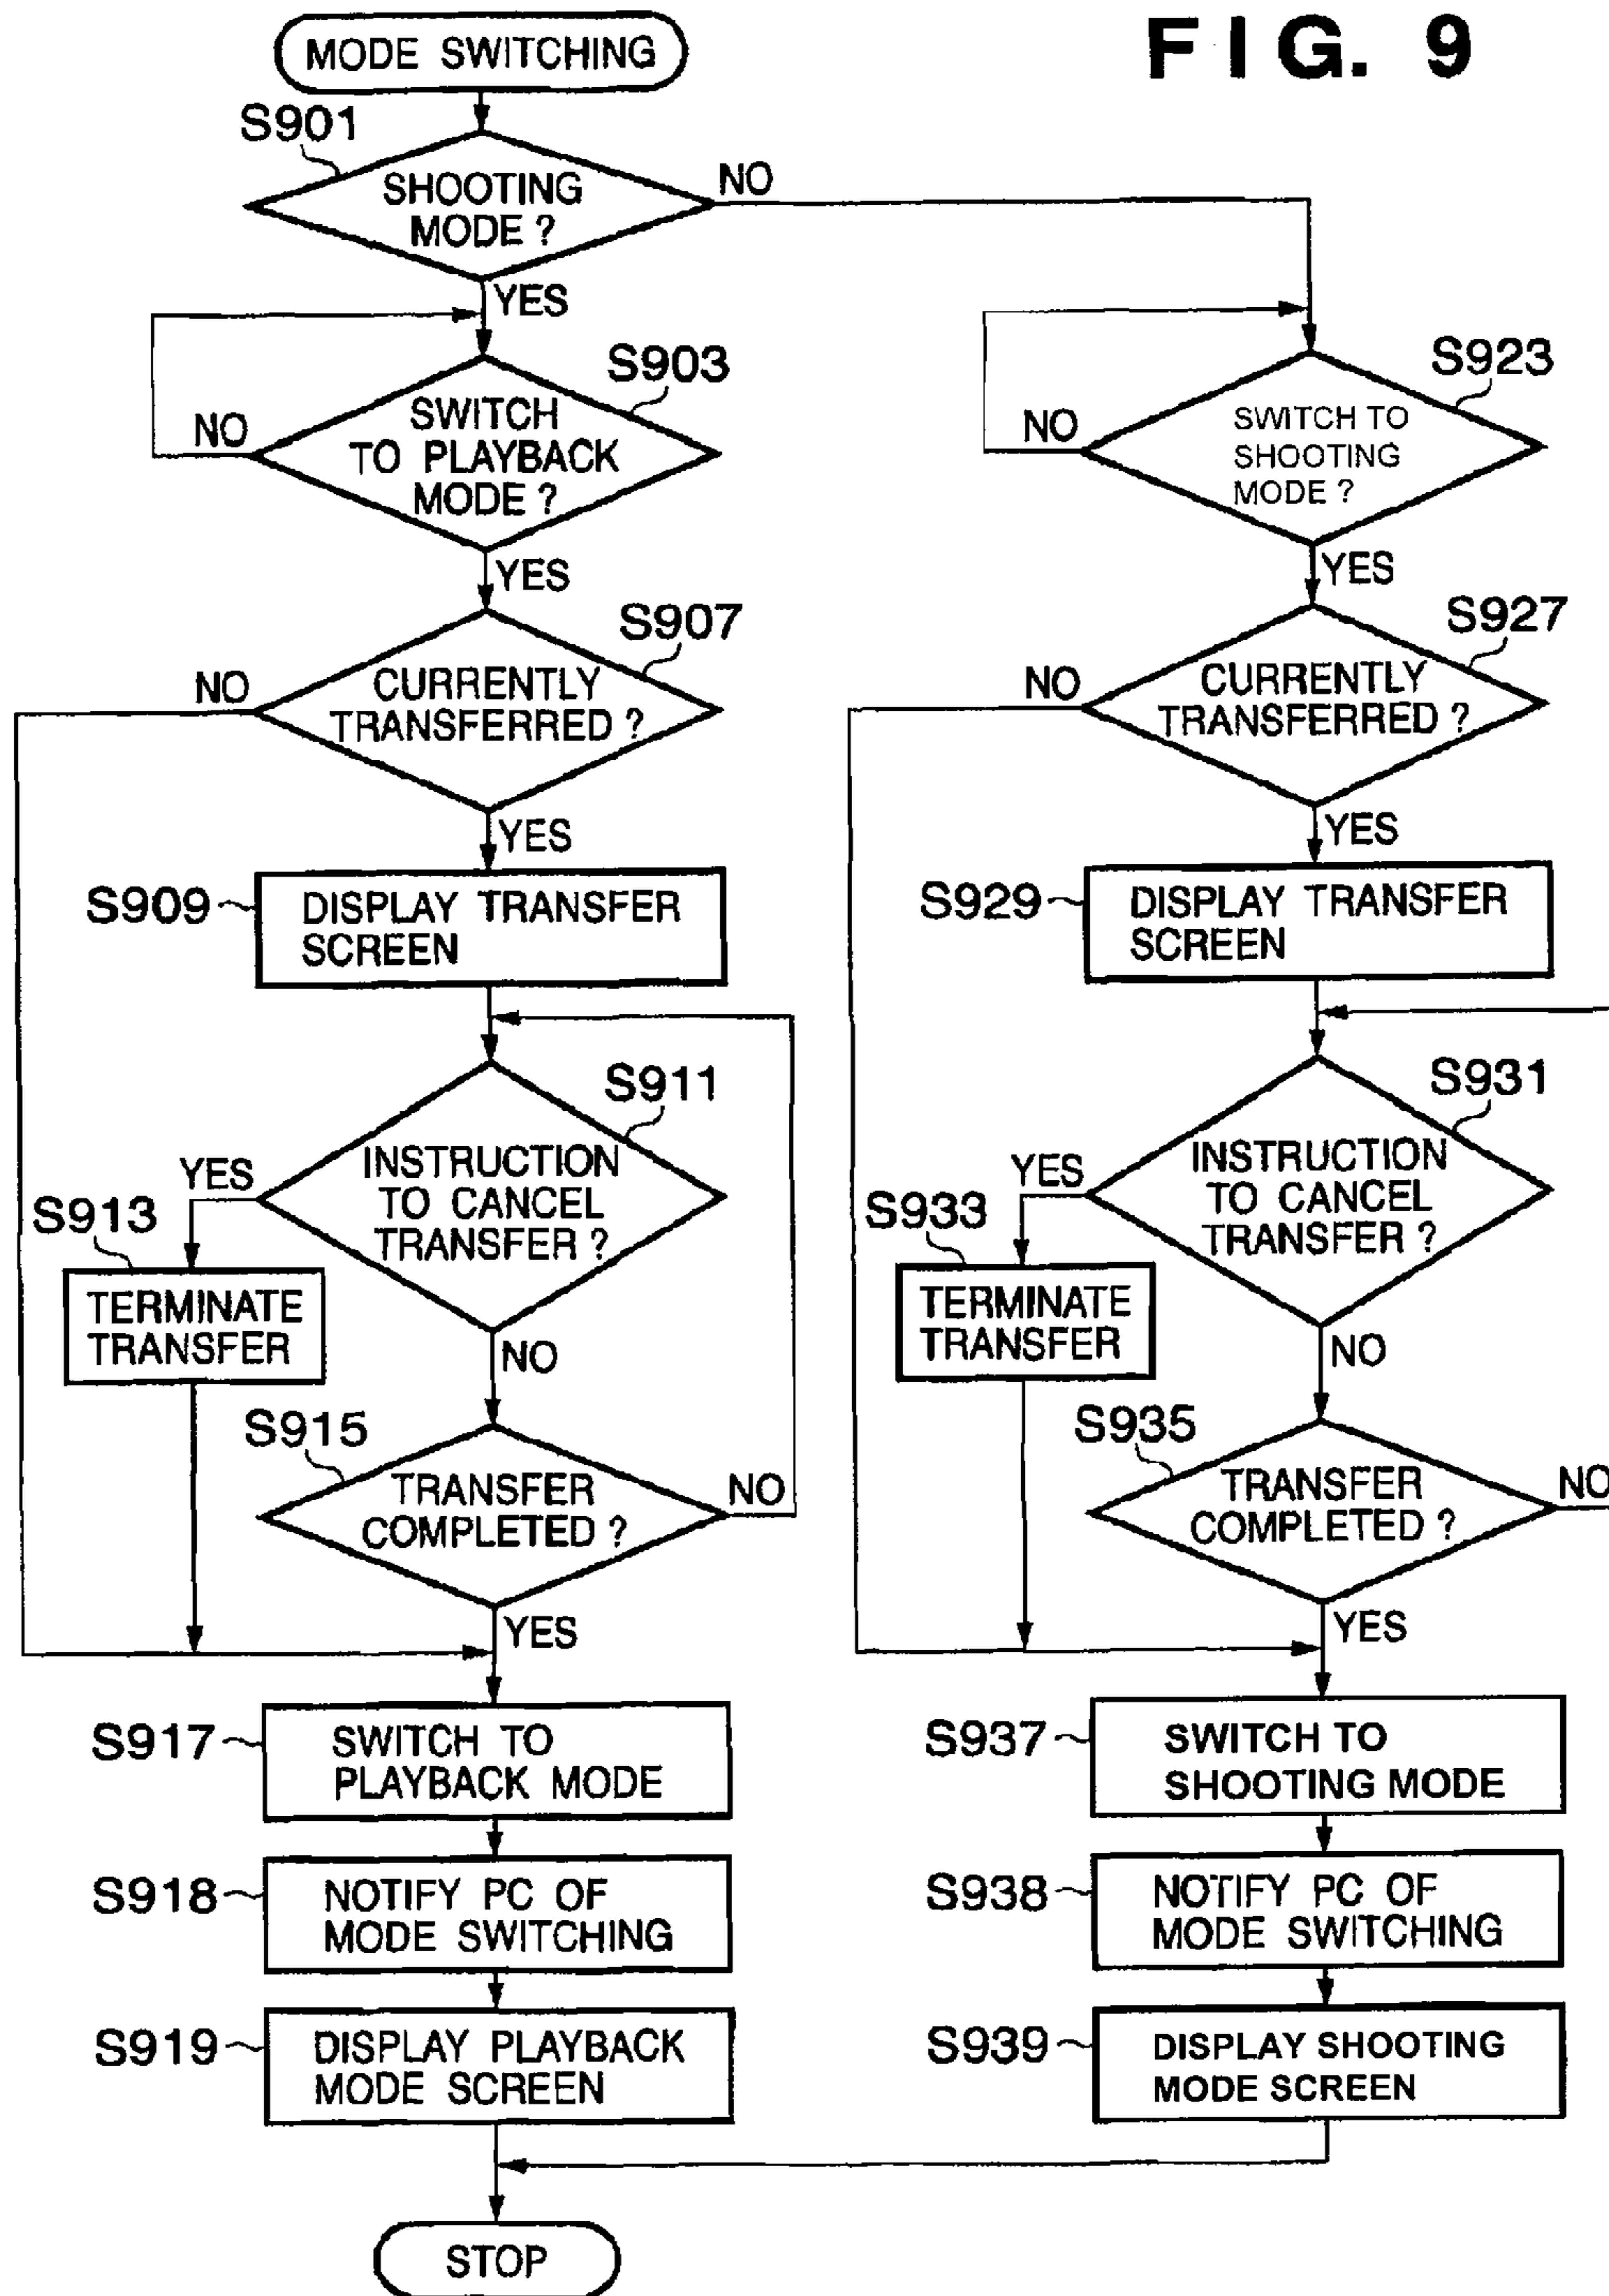 FIG. 9
MODE SWITCHING
S901
SHOOTING
MODE ?
NO
YES
S903
SWITCH
TO PLAYBACK
MODE ?
NO
YES
S907
CURRENTLY
TRANSFERRED ?
NO
YES
S909
DISPLAY TRANSFER
SCREEN
S911
INSTRUCTION
TO CANCEL
TRANSFER ?
YES
S913
TERMINATE
TRANSFER
NO
S915
TRANSFER
COMPLETED ?
NO
YES
S917
SWITCH TO
PLAYBACK MODE
S918
NOTIFY PC OF
MODE SWITCHING
S919
DISPLAY PLAYBACK
MODE SCREEN
S923
SWITCH TO
SHOOTING
MODE ?
NO
YES
S927
CURRENTLY
TRANSFERRED ?
NO
YES
S929
DISPLAY TRANSFER
SCREEN
S931
INSTRUCTION
TO CANCEL
TRANSFER ?
YES
S933
TERMINATE
TRANSFER
NO
S935
TRANSFER
COMPLETED ?
NO
YES
S937
SWITCH TO
SHOOTING MODE
S938
NOTIFY PC OF
MODE SWITCHING
S939
DISPLAY SHOOTING
MODE SCREEN
STOP